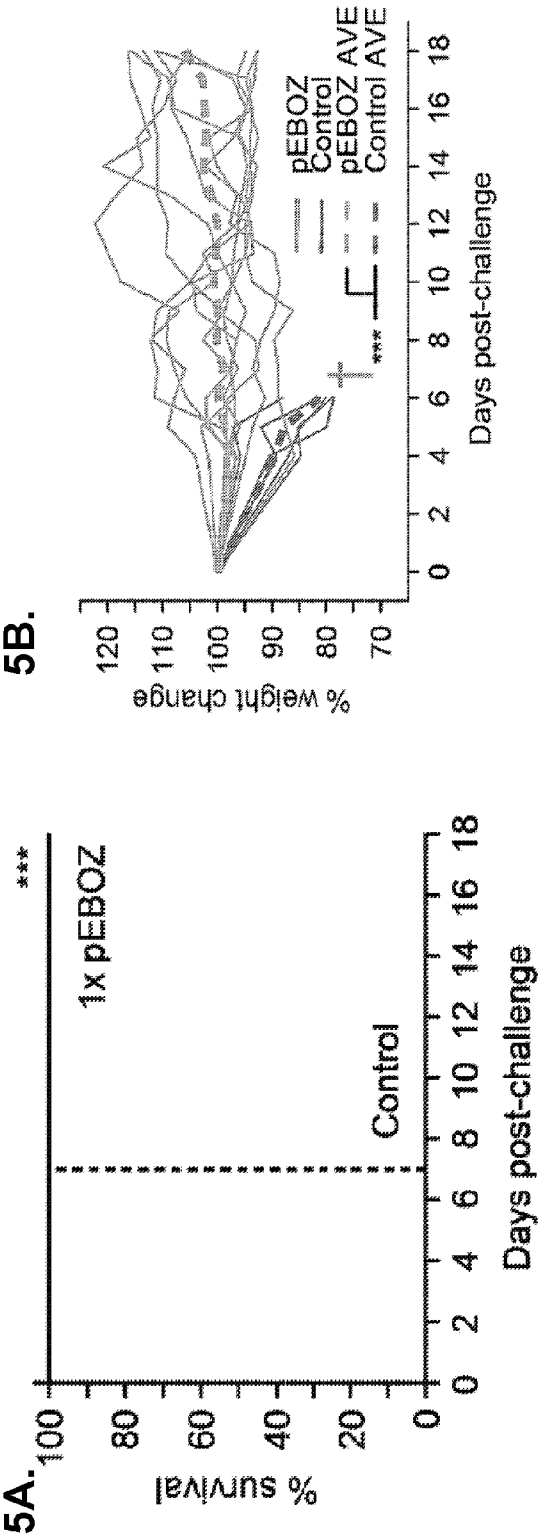 5A.
100
80
60
40
20
0
% survival
***
1x pEBOZ
Control
0 2 4 6 8 10 12 14 16 18
Days post-challenge
5B.
120
110
100
90
80
70
% weight change
pEBOZ
Control
pEBOZ AVE
Control AVE
***
†
0 2 4 6 8 10 12 14 16 18
Days post-challenge